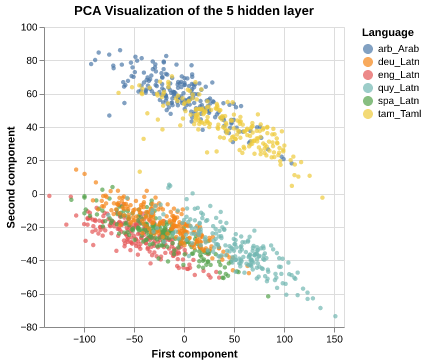 PCA Visualization of the 5 hidden layer
Language
arb_Arab
deu_Latn
eng_Latn
quy_Latn
spa_Latn
tam_Taml
Second component
100
80
60
40
20
0
−20
−40
−60
−80
−100 −50 0 50 100 150
First component